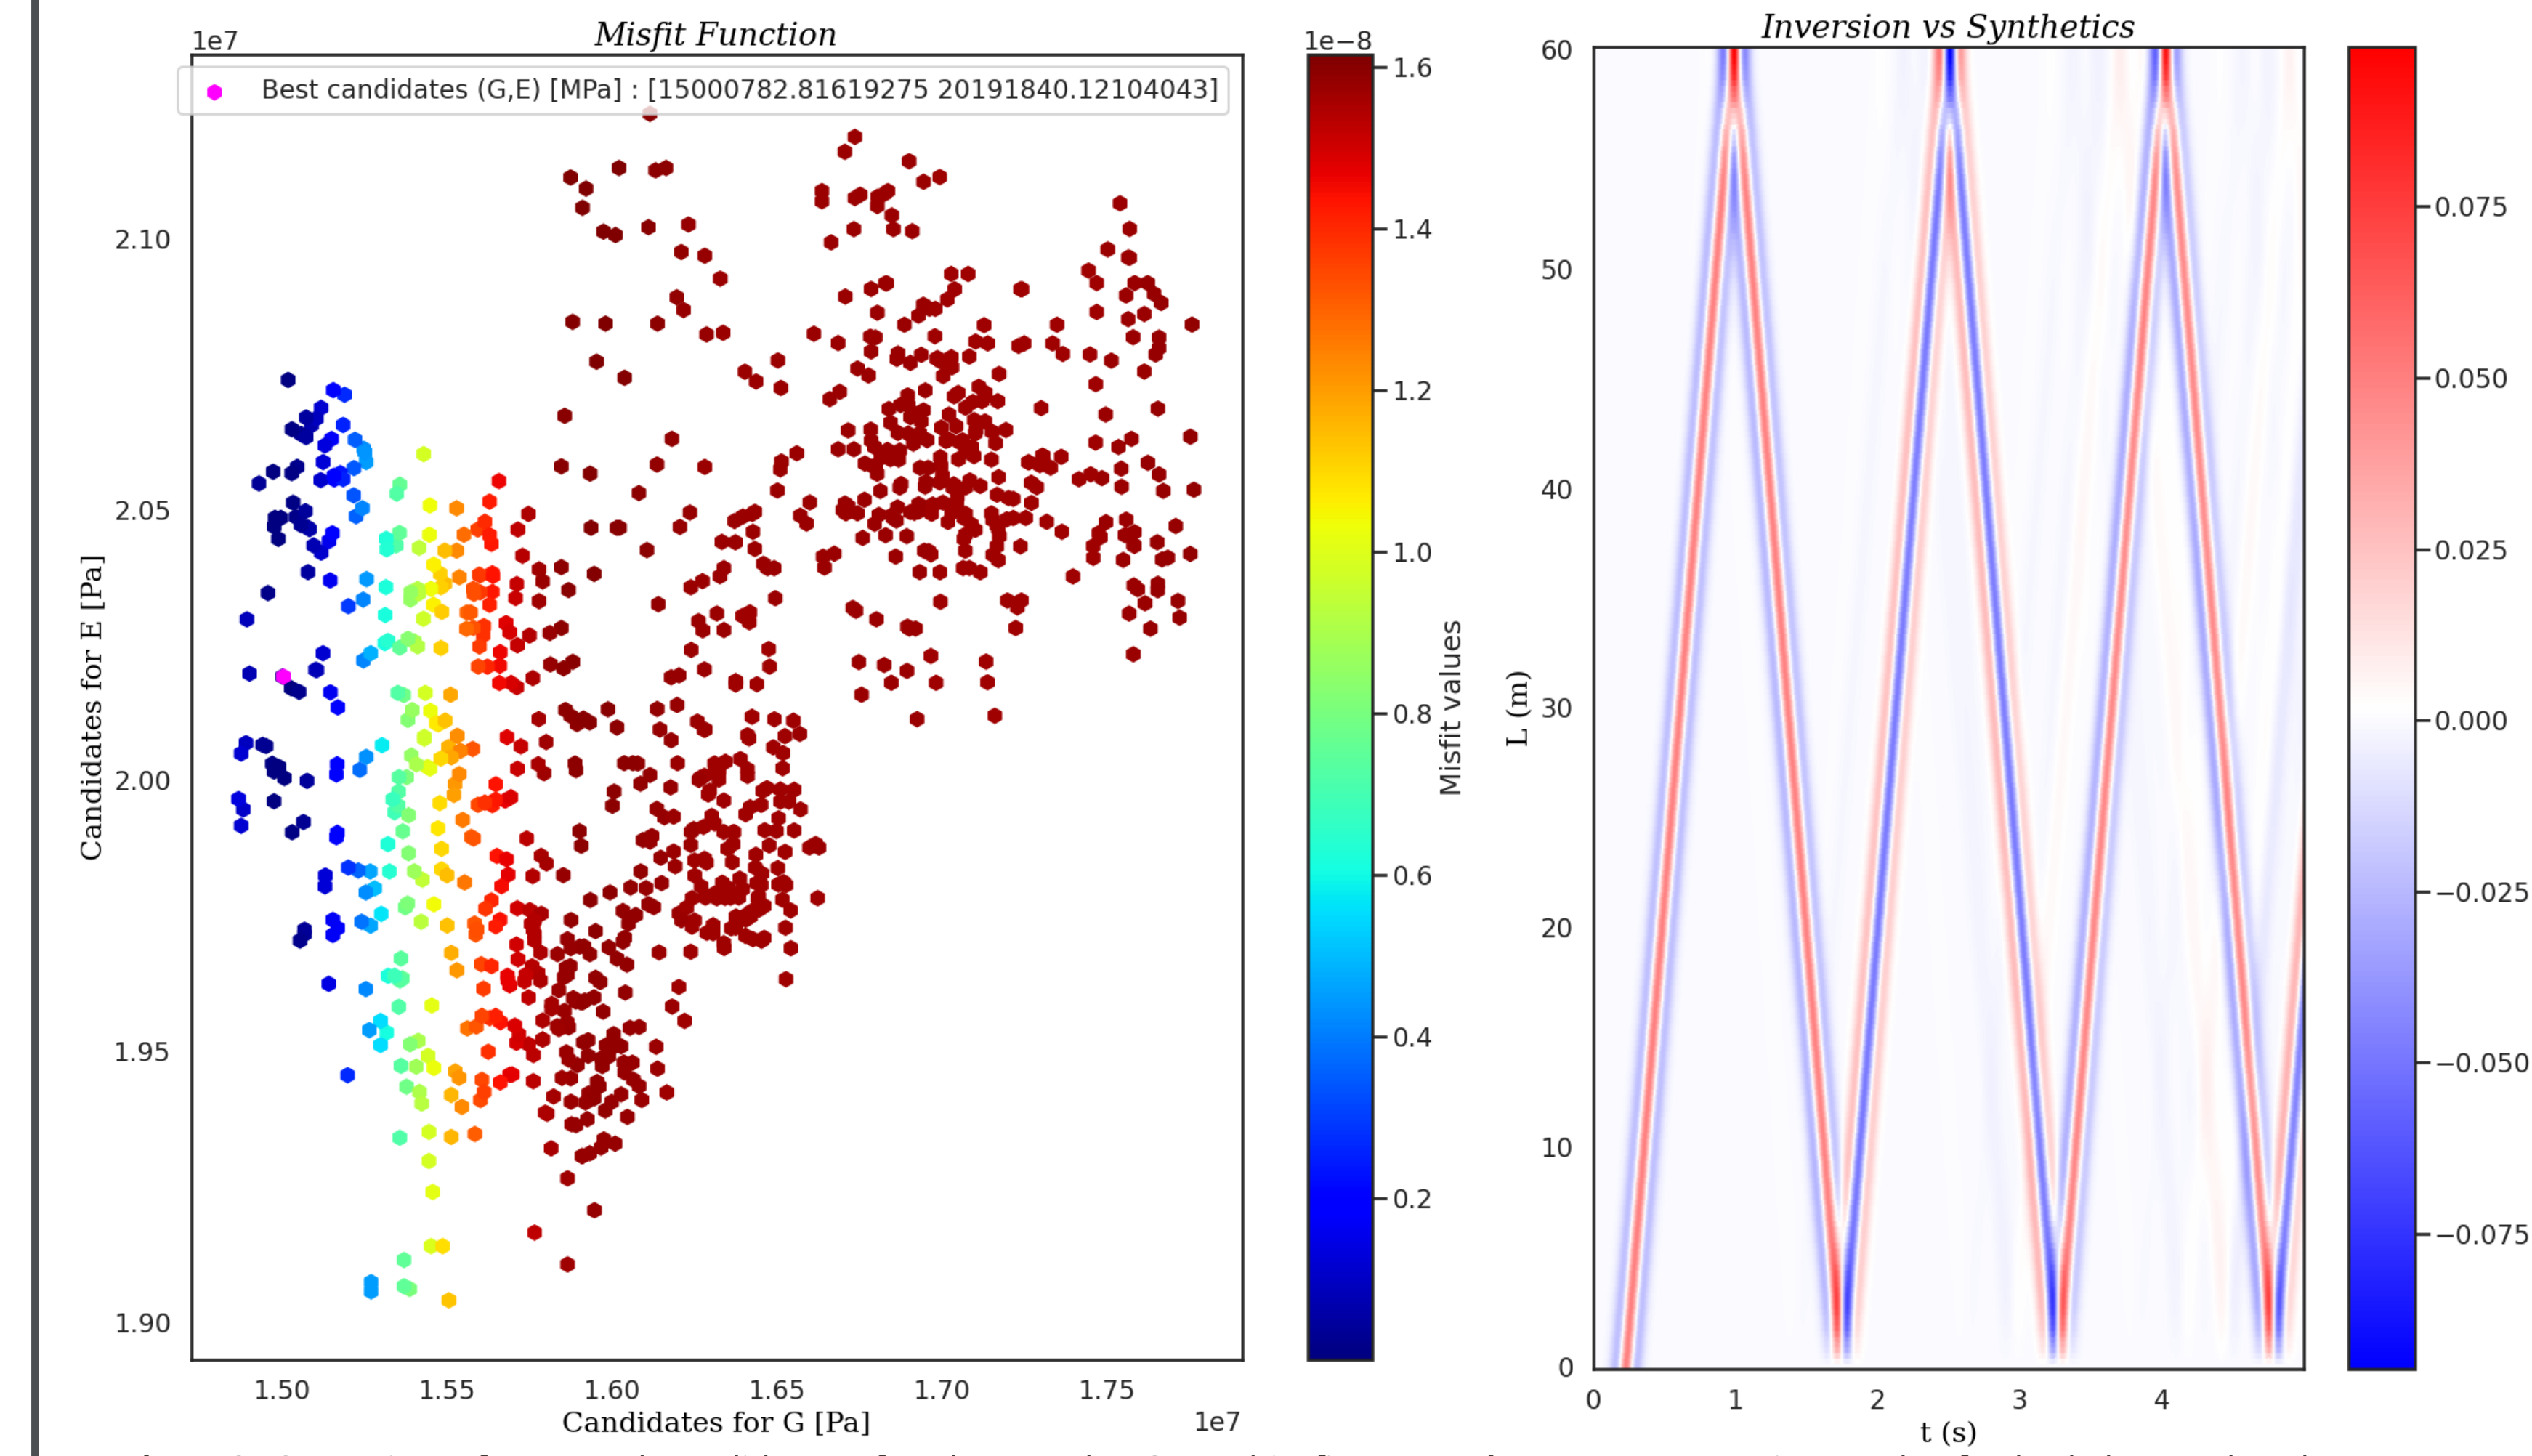 Misfit Function
1e7
Best candidates (G,E) [MPa] : [15000782.81619275 20191840.12104043]
2.10
2.05
2.00
1.95
1.90
Candidates for E [Pa]
1.50 1.55 1.60 1.65 1.70 1.75
1e7
Candidates for G [Pa]
1e−8
1.6
1.4
1.2
1.0
0.8
0.6
0.4
0.2
Misfit values
Inversion vs Synthetics
60
50
40
30
20
10
0
L (m)
0 1 2 3 4
t (s)
0.075
0.050
0.025
0.000
−0.025
−0.050
−0.075